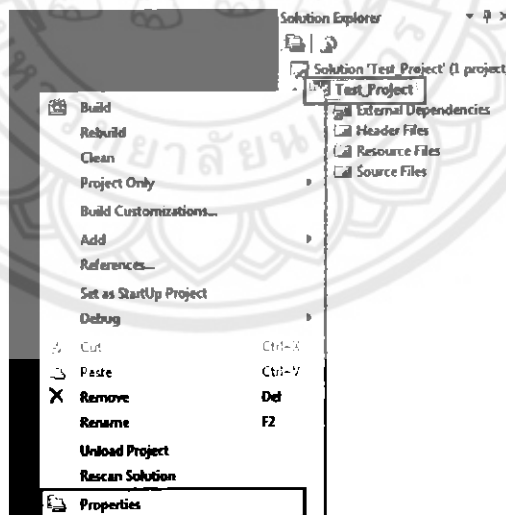 Solution Explorer
Solution 'Test_Project' (1 project
Test_Project
External Dependencies
Header Files
Resource Files
Source Files
Build
Rebuild
Clean
Project Only
Build Customizations...
Add
References...
Set as StartUp Project
Debug
Cut Ctrl+X
Paste Ctrl+V
Remove Del
Rename F2
Unload Project
Rescan Solution
Properties